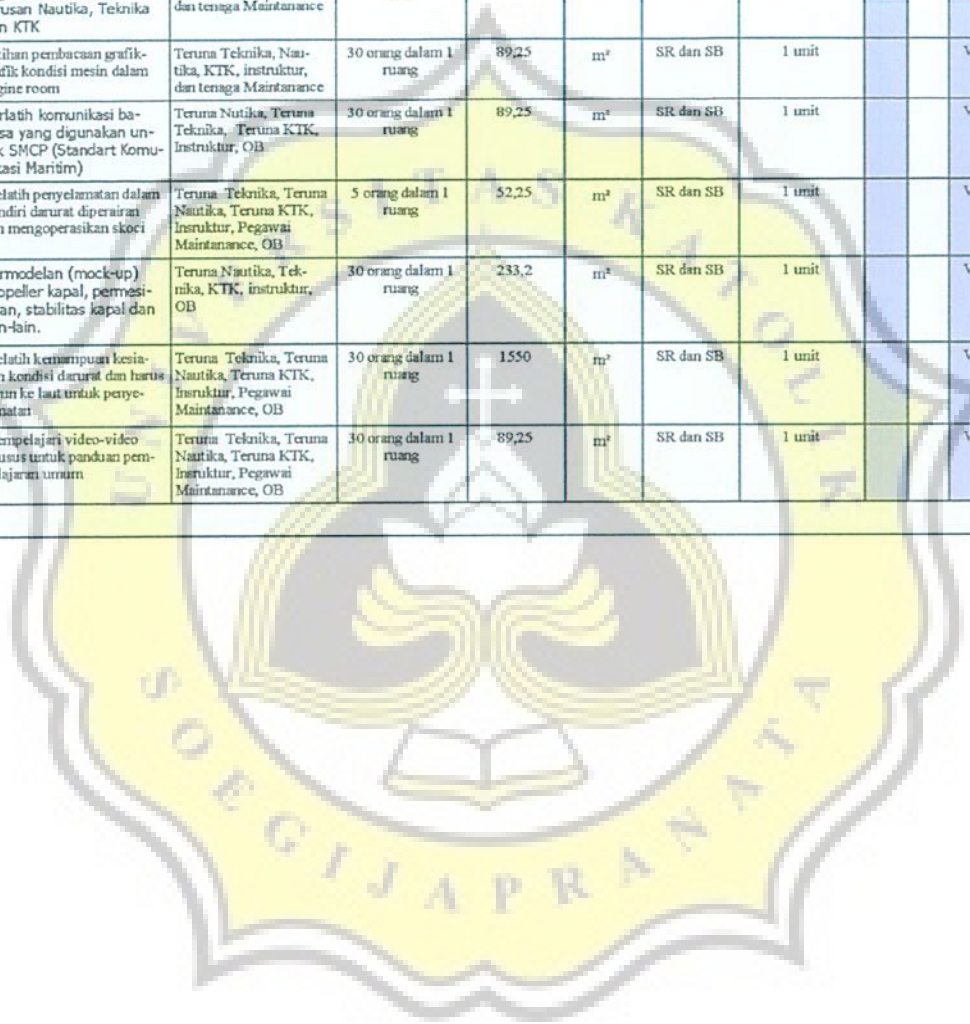 usan Nautika, Teknika
n KTK
dan tenaga Maintanance
tihan pembacaan grafik-
fik kondisi mesin dalam
gine room
Teruna Teknika, Nau-
tika, KTK, instruktur,
dan tenaga Maintanance
30 orang dalam 1
ruang
89,25
m²
SR dan SB
1 unit
V
rlatih komunikasi ba-
sa yang digunakan un-
k SMCP (Standart Komu-
kasi Maritim)
Teruna Nutika, Teruna
Teknika, Teruna KTK,
Instruktur, OB
30 orang dalam 1
ruang
89,25
m²
SR dan SB
1 unit
V
elatih penyelamatan dalam
ndiri darurat diperairan
n mengoperasikan skoci
Teruna Teknika, Teruna
Nautika, Teruna KTK,
Insruktur, Pegawai
Maintanance, OB
5 orang dalam 1
ruang
52,25
m²
SR dan SB
1 unit
V
rmodelan (mock-up)
opeller kapal, permesi-
an, stabilitas kapal dan
n-lain.
Teruna Nautika, Tek-
nika, KTK, instruktur,
OB
30 orang dalam 1
ruang
233,2
m²
SR dan SB
1 unit
V
elatih kemampuan kesia-
n kondisi darurat dan harus
un ke laut untuk penye-
matan
Teruna Teknika, Teruna
Nautika, Teruna KTK,
Insruktur, Pegawai
Maintanance, OB
30 orang dalam 1
ruang
1550
m²
SR dan SB
1 unit
V
empelajari video-video
usus untuk panduan pem-
lajaran umum
Teruna Teknika, Teruna
Nautika, Teruna KTK,
Insruktur, Pegawai
Maintanance, OB
30 orang dalam 1
ruang
89,25
m²
SR dan SB
1 unit
V
UNIVERSITAS KATOLIK
SOEGIJAPRANATA